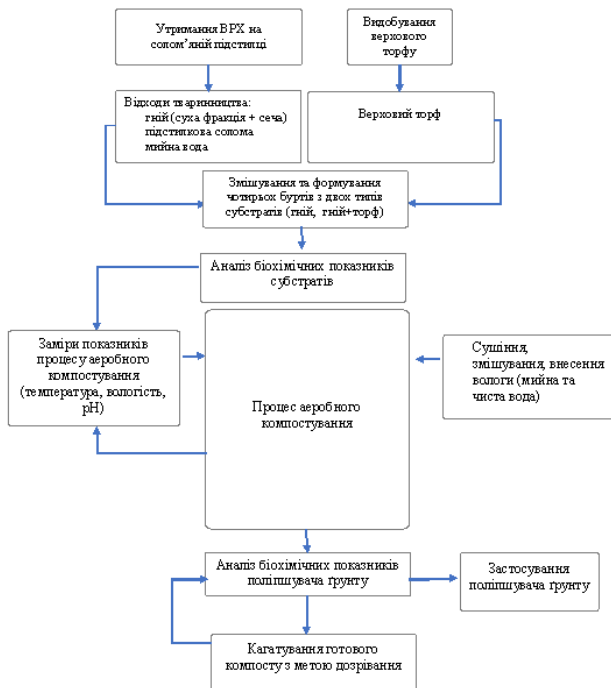 Утримання ВРХ на
солом’яній підстилці
Видобування
верхового
торфу
Відходи тваринництва:
гній (суха фракція + сеча)
підстилкова солома
мийна вода
Верховий торф
Змішування та формування
чотирьох буртів з двох типів
субстратів (гній, гній+торф)
Аналіз біохімічних показників
субстратів
Заміри показників
процесу аеробного
компостування
(температура, вологість,
рН)
Процес аеробного
компостування
Сушіння,
змішування, внесення
вологи (мийна та
чиста вода)
Аналіз біохімічних показників
поліпшувача ґрунту
Застосування
поліпшувача ґрунту
Кагатування готового
компосту з метою дозрівання